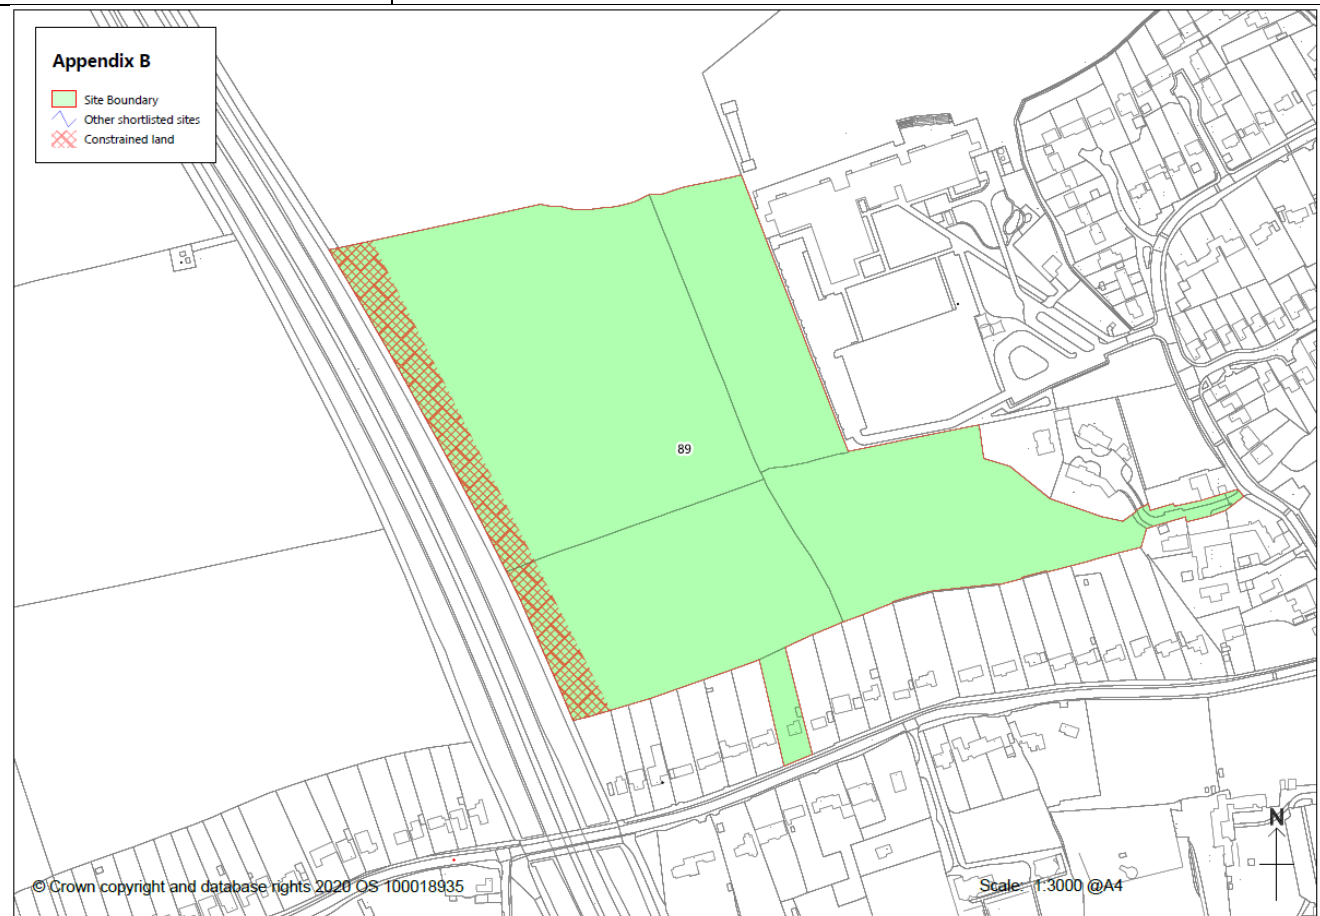 Appendix B
Site Boundary
Other shortlisted sites
Constrained land
89
N
© Crown copyright and database rights 2020 OS 100018935
Scale: 1:3000 @A4